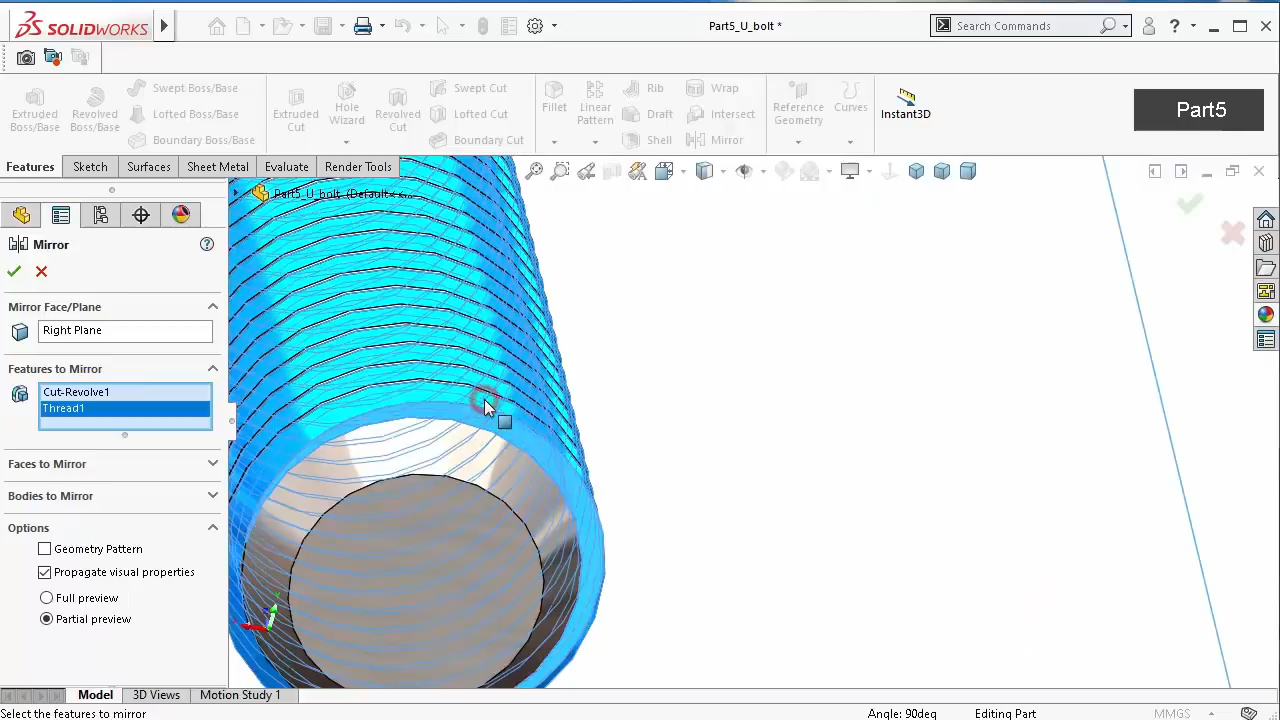 SOLIDWORKS
Part5_U_bolt *
Search Commands
Extruded Boss/Base
Revolved Boss/Base
Swept Boss/Base
Lofted Boss/Base
Boundary Boss/Base
Extruded Cut
Hole Wizard
Revolved Cut
Swept Cut
Lofted Cut
Boundary Cut
Fillet
Linear Pattern
Rib
Draft
Shell
Wrap
Intersect
Mirror
Reference Geometry
Curves
Instant3D
Part5
Features
Sketch
Surfaces
Sheet Metal
Evaluate
Render Tools
Part5_U_bolt (Default<<...
Mirror
Mirror Face/Plane
Right Plane
Features to Mirror
Cut-Revolve1
Thread1
Faces to Mirror
Bodies to Mirror
Options
Geometry Pattern
Propagate visual properties
Full preview
Partial preview
Model
3D Views
Motion Study 1
Select the features to mirror
Angle: 90deg
Editing Part
MMGS